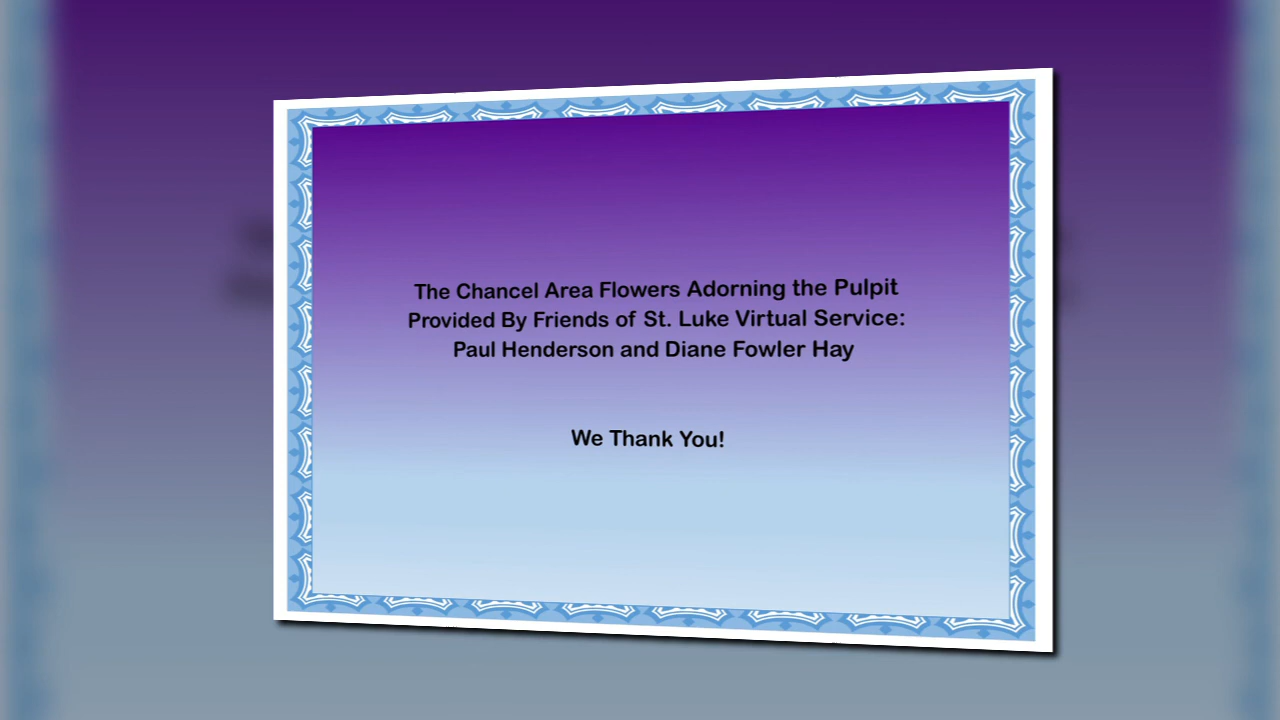 The Chancel Area Flowers Adorning the Pulpit
Provided By Friends of St. Luke Virtual Service:
Paul Henderson and Diane Fowler Hay
We Thank You!